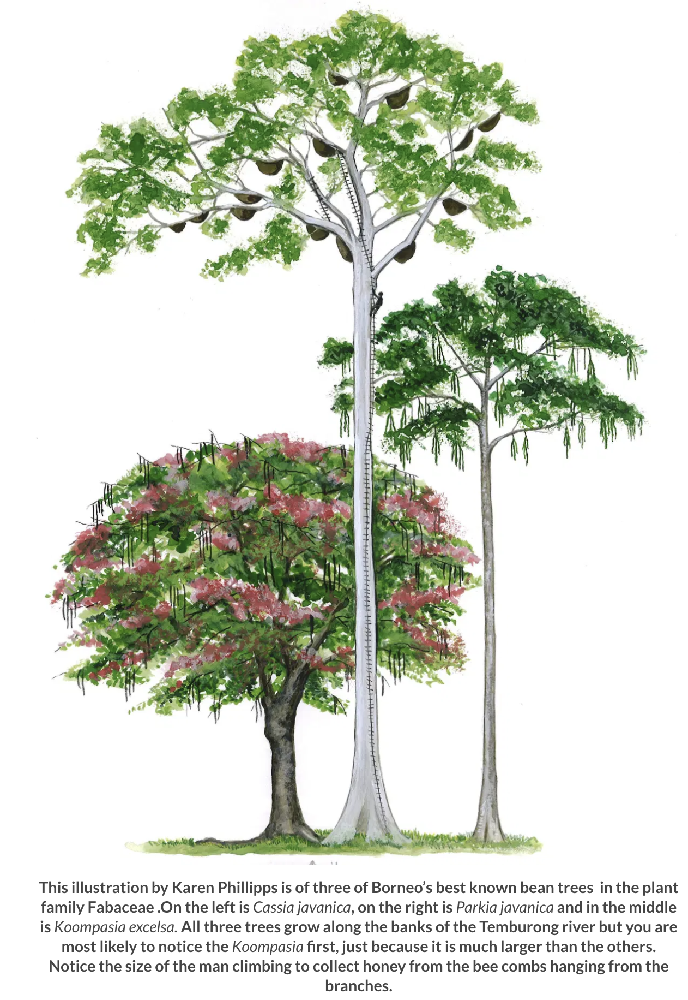 This illustration by Karen Phillipps is of three of Borneo’s best known bean trees  in the plant
family Fabaceae .On the left is Cassia javanica, on the right is Parkia javanica and in the middle
is Koompasia excelsa. All three trees grow along the banks of the Temburong river but you are
most likely to notice the Koompasia first, just because it is much larger than the others.
Notice the size of the man climbing to collect honey from the bee combs hanging from the
branches.